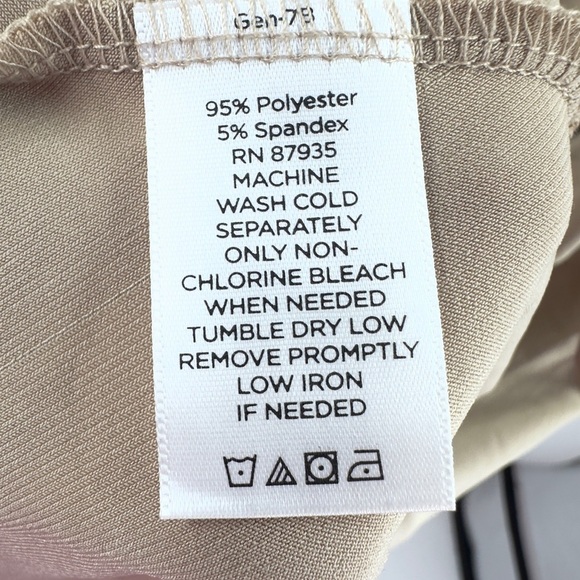 Gen-7B
95% Polyester
5% Spandex
RN 87935
MACHINE
WASH COLD
SEPARATELY
ONLY NON-
CHLORINE BLEACH
WHEN NEEDED
TUMBLE DRY LOW
REMOVE PROMPTLY
LOW IRON
IF NEEDED